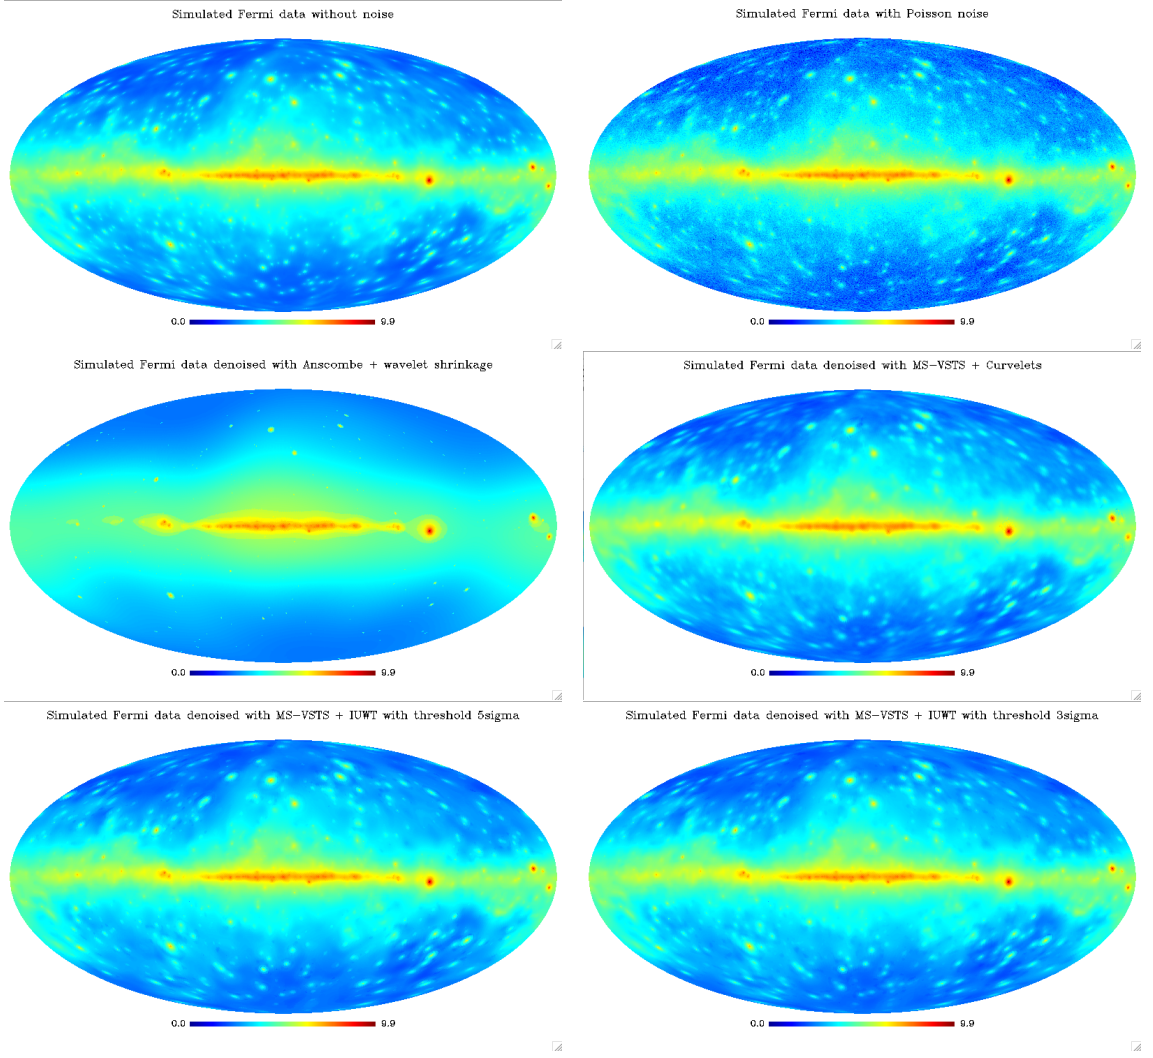 Simulated Fermi data without noise
Simulated Fermi data with Poisson noise
0.0 9.9
0.0 9.9
Simulated Fermi data denoised with Anscombe + wavelet shrinkage
Simulated Fermi data denoised with MS-VSTS + Curvelets
0.0 9.9
0.0 9.9
Simulated Fermi data denoised with MS-VSTS + IUWT with threshold 5sigma
Simulated Fermi data denoised with MS-VSTS + IUWT with threshold 3sigma
0.0 9.9
0.0 9.9